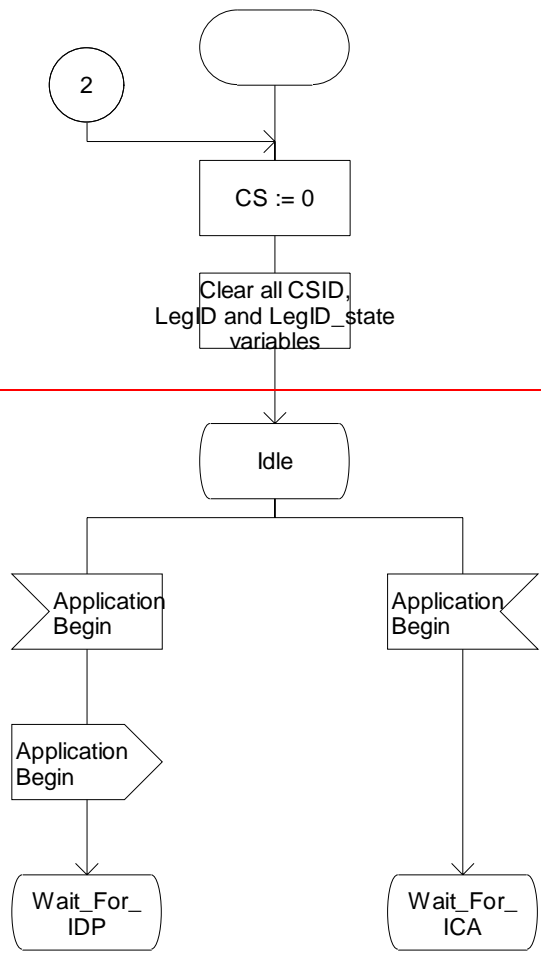 2
CS := 0
Clear all CSID,
LegID and LegID_state
variables
Idle
Application
Begin
Application
Begin
Application
Begin
Wait_For_
IDP
Wait_For_
ICA